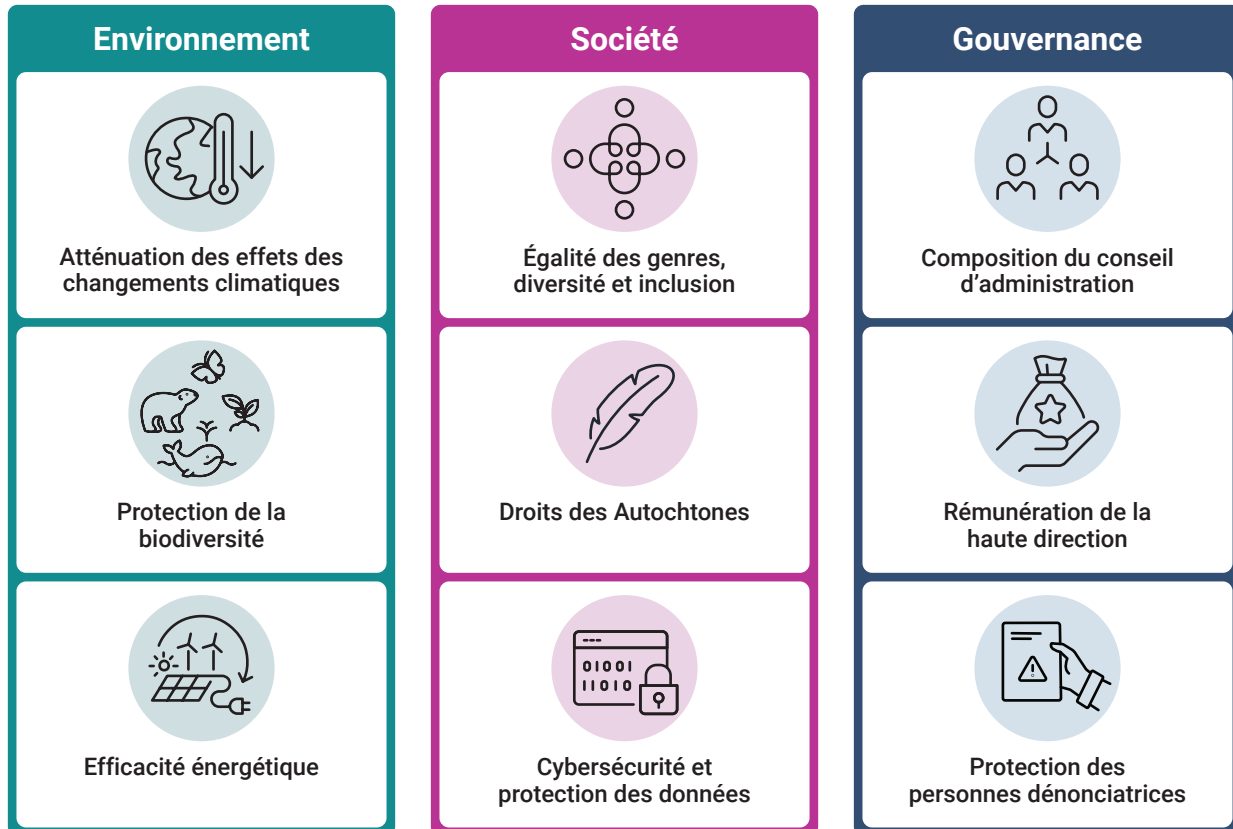 Environnement
Atténuation des effets des
changements climatiques
Protection de la
biodiversité
Efficacité énergétique
Société
Égalité des genres,
diversité et inclusion
Droits des Autochtones
01001
11010
Cybersécurité et
protection des données
Gouvernance
Composition du conseil
d’administration
Rémunération de la
haute direction
Protection des
personnes dénonciatrices